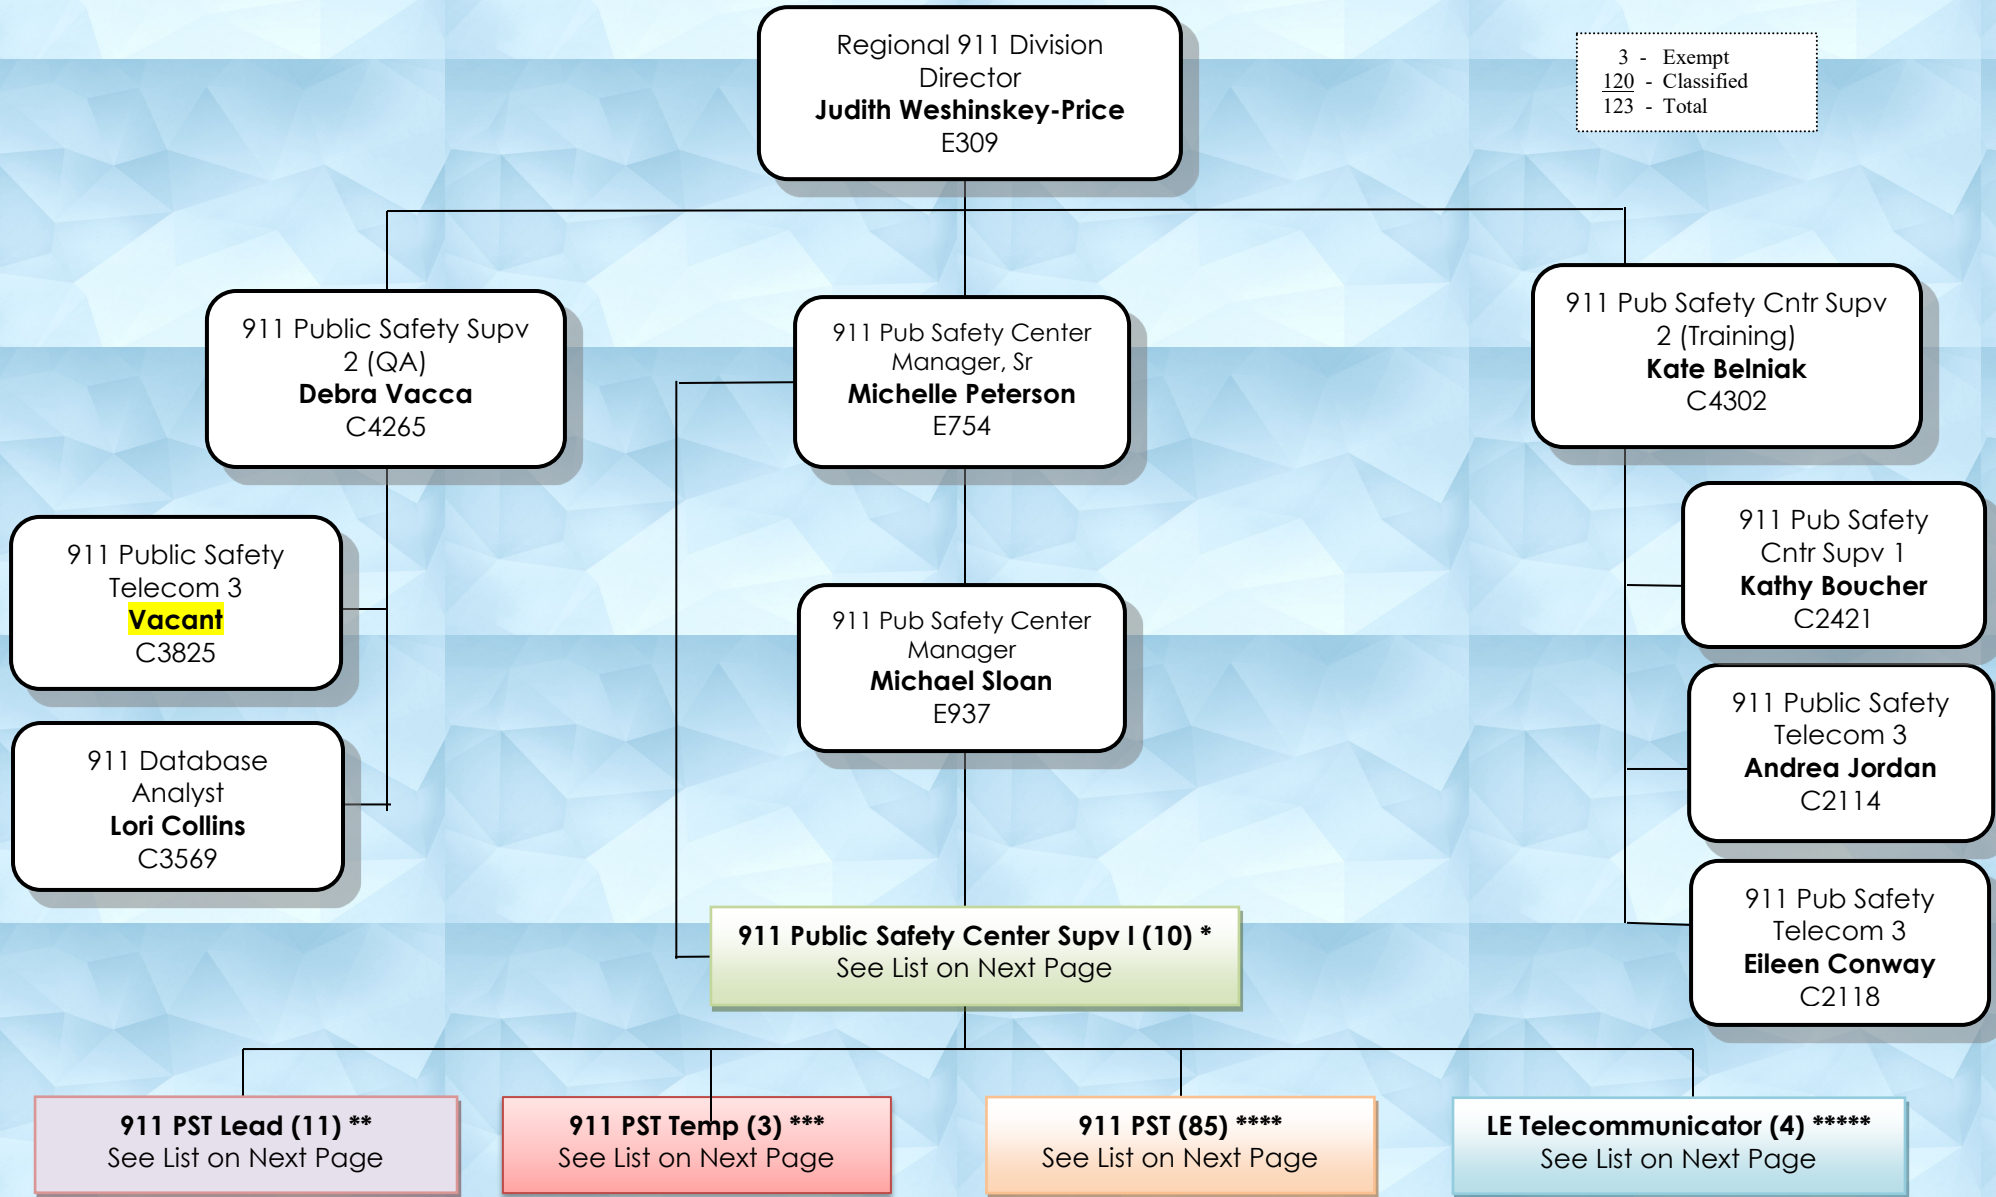 Regional 911 Division
Director
Judith Weshinskey-Price
E309
3 - Exempt
120 - Classified
123 - Total
911 Public Safety Supv
2 (QA)
Debra Vacca
C4265
911 Pub Safety Center
Manager, Sr
Michelle Peterson
E754
911 Pub Safety Cntr Supv
2 (Training)
Kate Belniak
C4302
911 Public Safety
Telecom 3
Vacant
C3825
911 Database
Analyst
Lori Collins
C3569
911 Pub Safety Center
Manager
Michael Sloan
E937
911 Pub Safety
Cntr Supv 1
Kathy Boucher
C2421
911 Public Safety
Telecom 3
Andrea Jordan
C2114
911 Pub Safety
Telecom 3
Eileen Conway
C2118
911 Public Safety Center Supv I (10) *
See List on Next Page
911 PST Lead (11) **
See List on Next Page
911 PST Temp (3) ***
See List on Next Page
911 PST (85) ****
See List on Next Page
LE Telecommunicator (4) *****
See List on Next Page